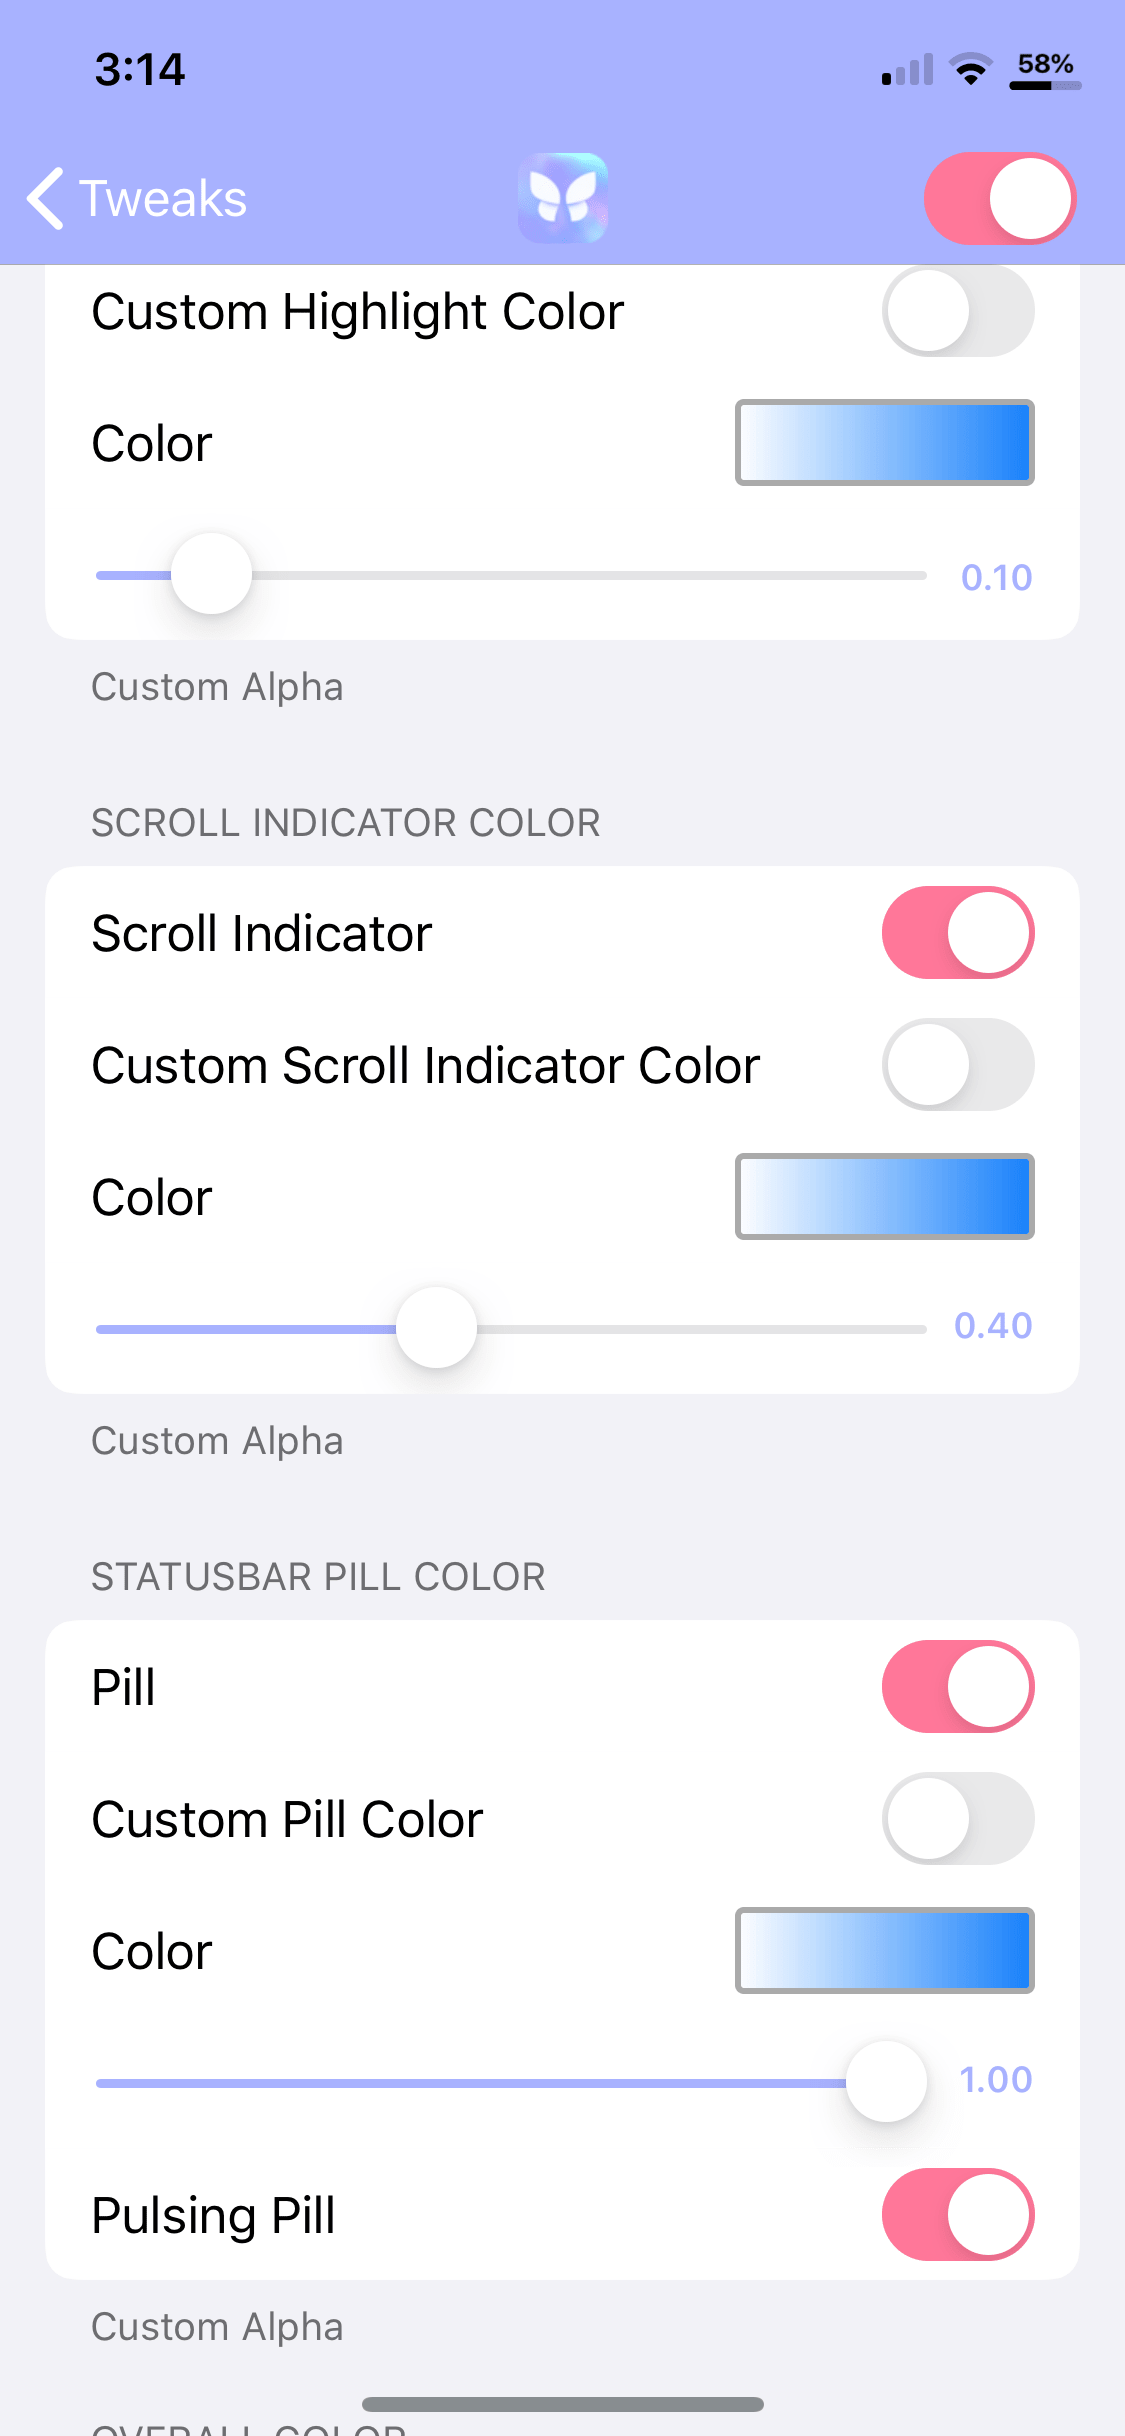 3:14
58%
Tweaks
Custom Highlight Color
Color
0.10
Custom Alpha
SCROLL INDICATOR COLOR
Scroll Indicator
Custom Scroll Indicator Color
Color
0.40
Custom Alpha
STATUSBAR PILL COLOR
Pill
Custom Pill Color
Color
1.00
Pulsing Pill
Custom Alpha
OVERALL COLOR